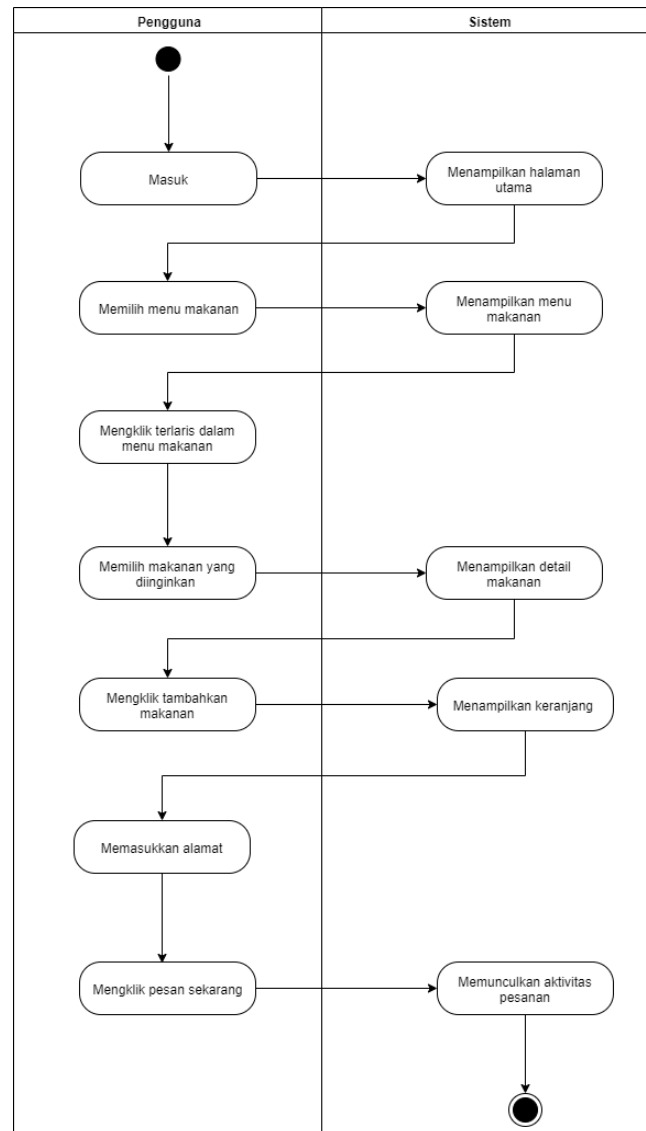 Pengguna
Sistem
Masuk
Menampilkan halaman
utama
Memilih menu makanan
Menampilkan menu
makanan
Mengklik terlaris dalam
menu makanan
Memilih makanan yang
diinginkan
Menampilkan detail
makanan
Mengklik tambahkan
makanan
Menampilkan keranjang
Memasukkan alamat
Mengklik pesan sekarang
Memunculkan aktivitas
pesanan